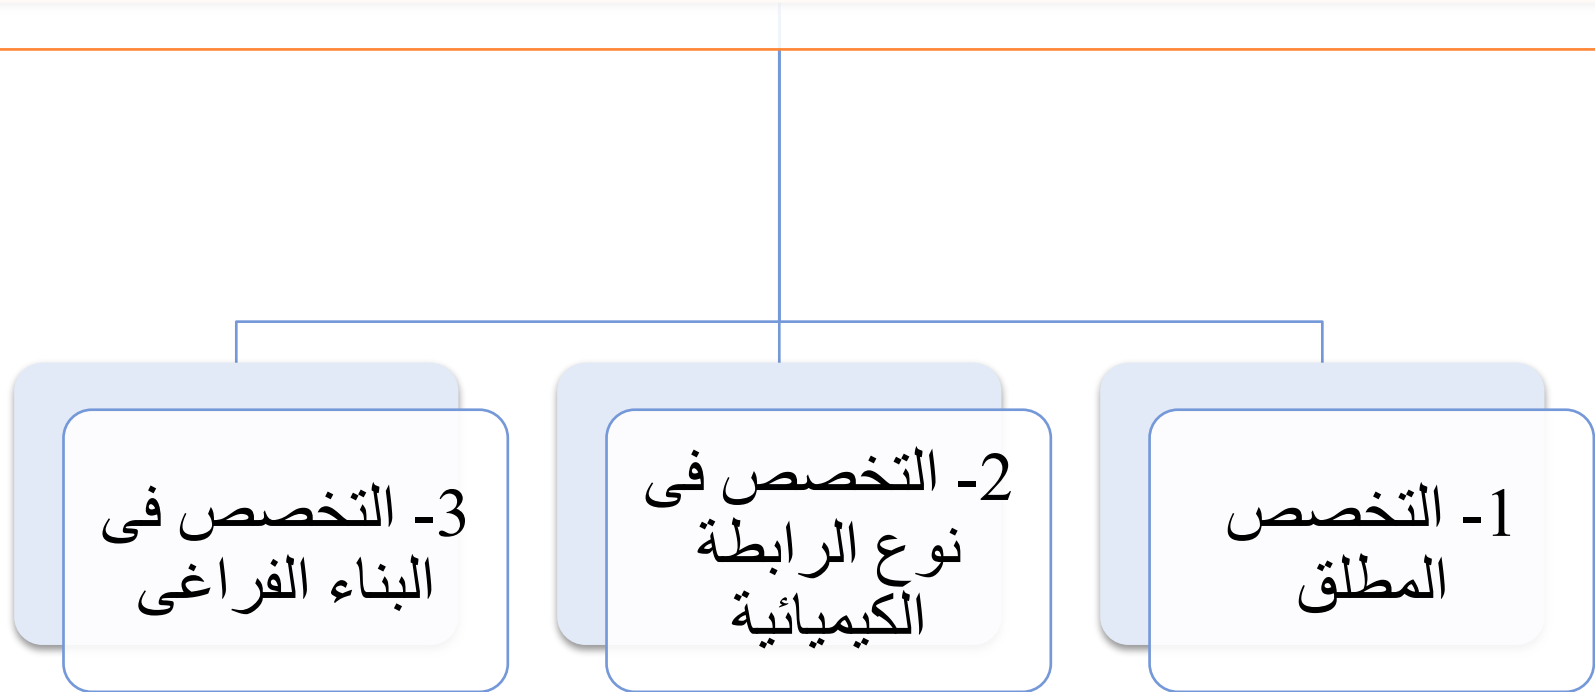 1- التخصص
المطلق
2- التخصص فى
نوع الرابطة
الكيميائية
3- التخصص فى
البناء الفراغى